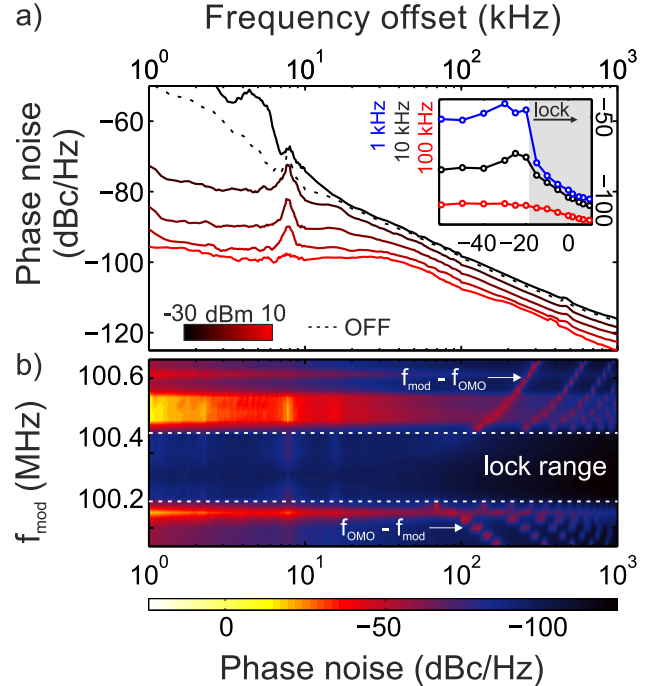 a)
Frequency offset (kHz)
10^0 10^1 10^2 10^3
Phase noise
(dBc/Hz)
−60
−80
−100
−120
1 kHz
10 kHz
100 kHz
lock
−50
−100
−40 −20 0
-30 dBm 10
OFF
b)
f_mod (MHz)
100.6
100.4
100.2
f_mod - f_OMO
lock range
f_OMO - f_mod
10^0 10^1 10^2 10^3
0 −50 −100
Phase noise (dBc/Hz)